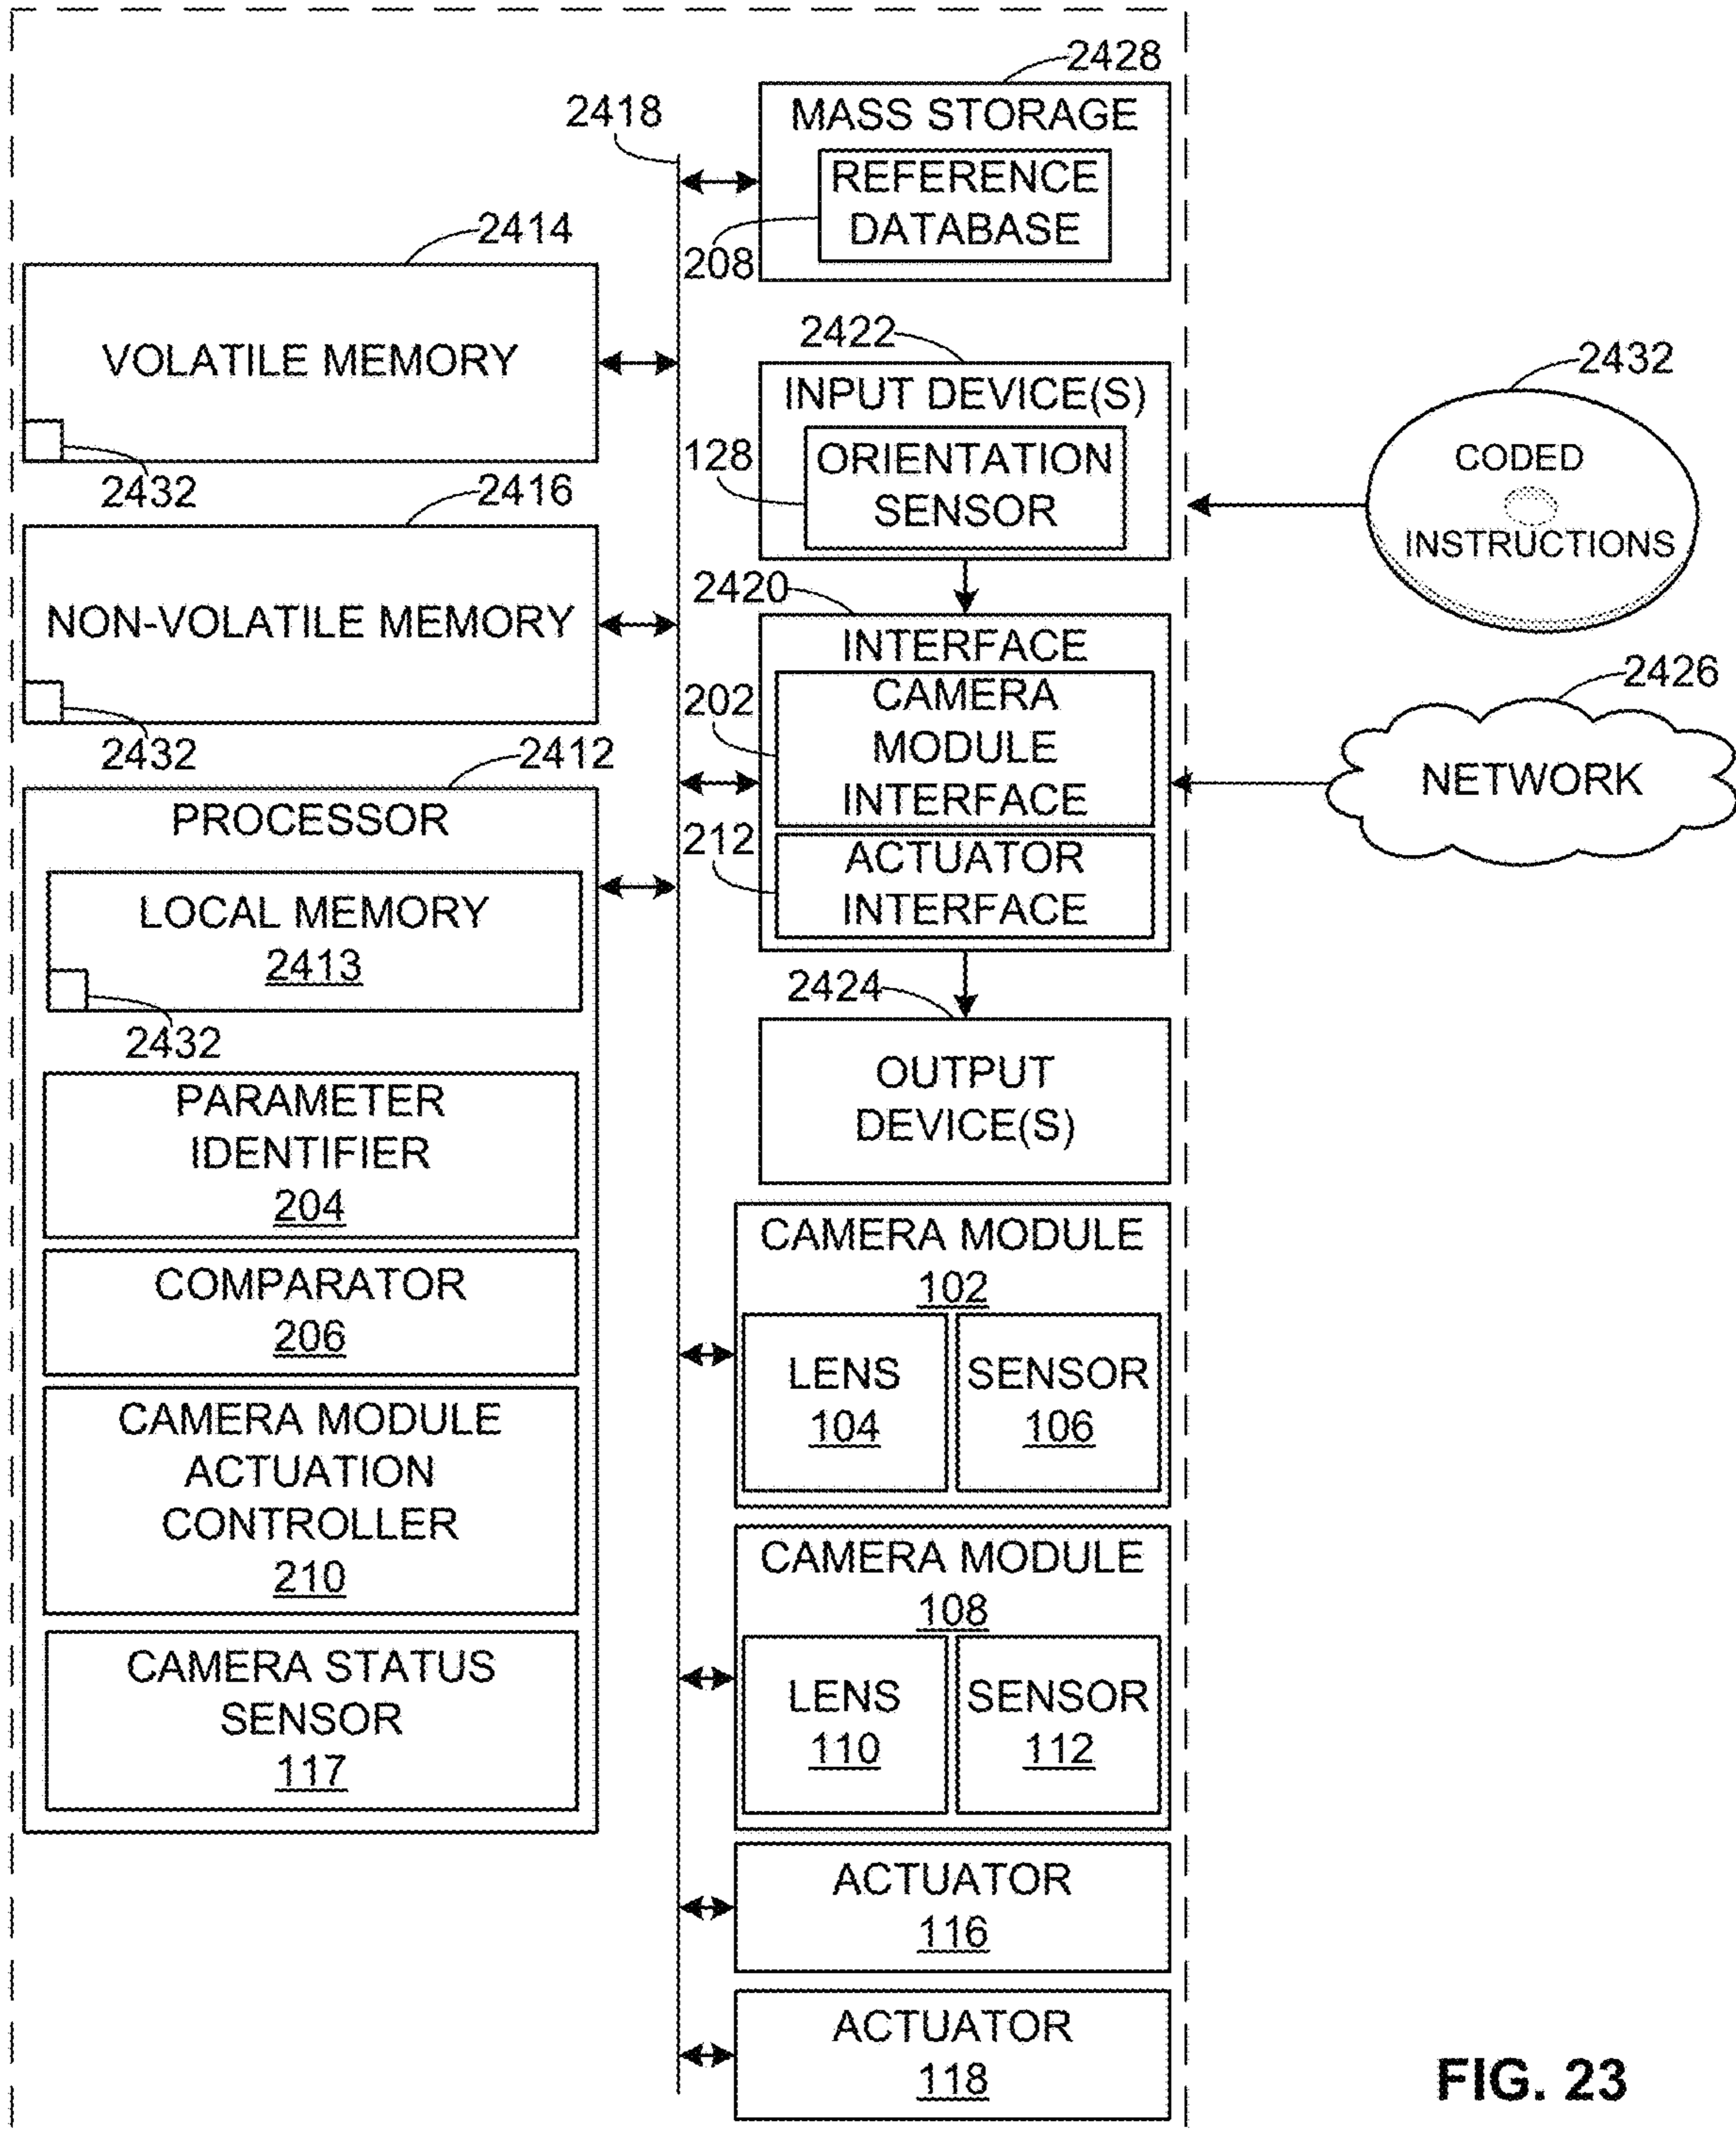 2428
MASS STORAGE
REFERENCE
DATABASE
208
2418
2414
VOLATILE MEMORY
2432
2422
INPUT DEVICE(S)
128
ORIENTATION
SENSOR
2432
CODED
INSTRUCTIONS
2416
NON-VOLATILE MEMORY
2432
2420
INTERFACE
202
CAMERA
MODULE
INTERFACE
212
ACTUATOR
INTERFACE
2426
NETWORK
2412
PROCESSOR
LOCAL MEMORY
2413
2432
PARAMETER
IDENTIFIER
204
COMPARATOR
206
CAMERA MODULE
ACTUATION
CONTROLLER
210
CAMERA STATUS
SENSOR
117
2424
OUTPUT
DEVICE(S)
CAMERA MODULE
102
LENS
104
SENSOR
106
CAMERA MODULE
108
LENS
110
SENSOR
112
ACTUATOR
116
ACTUATOR
118
FIG. 23